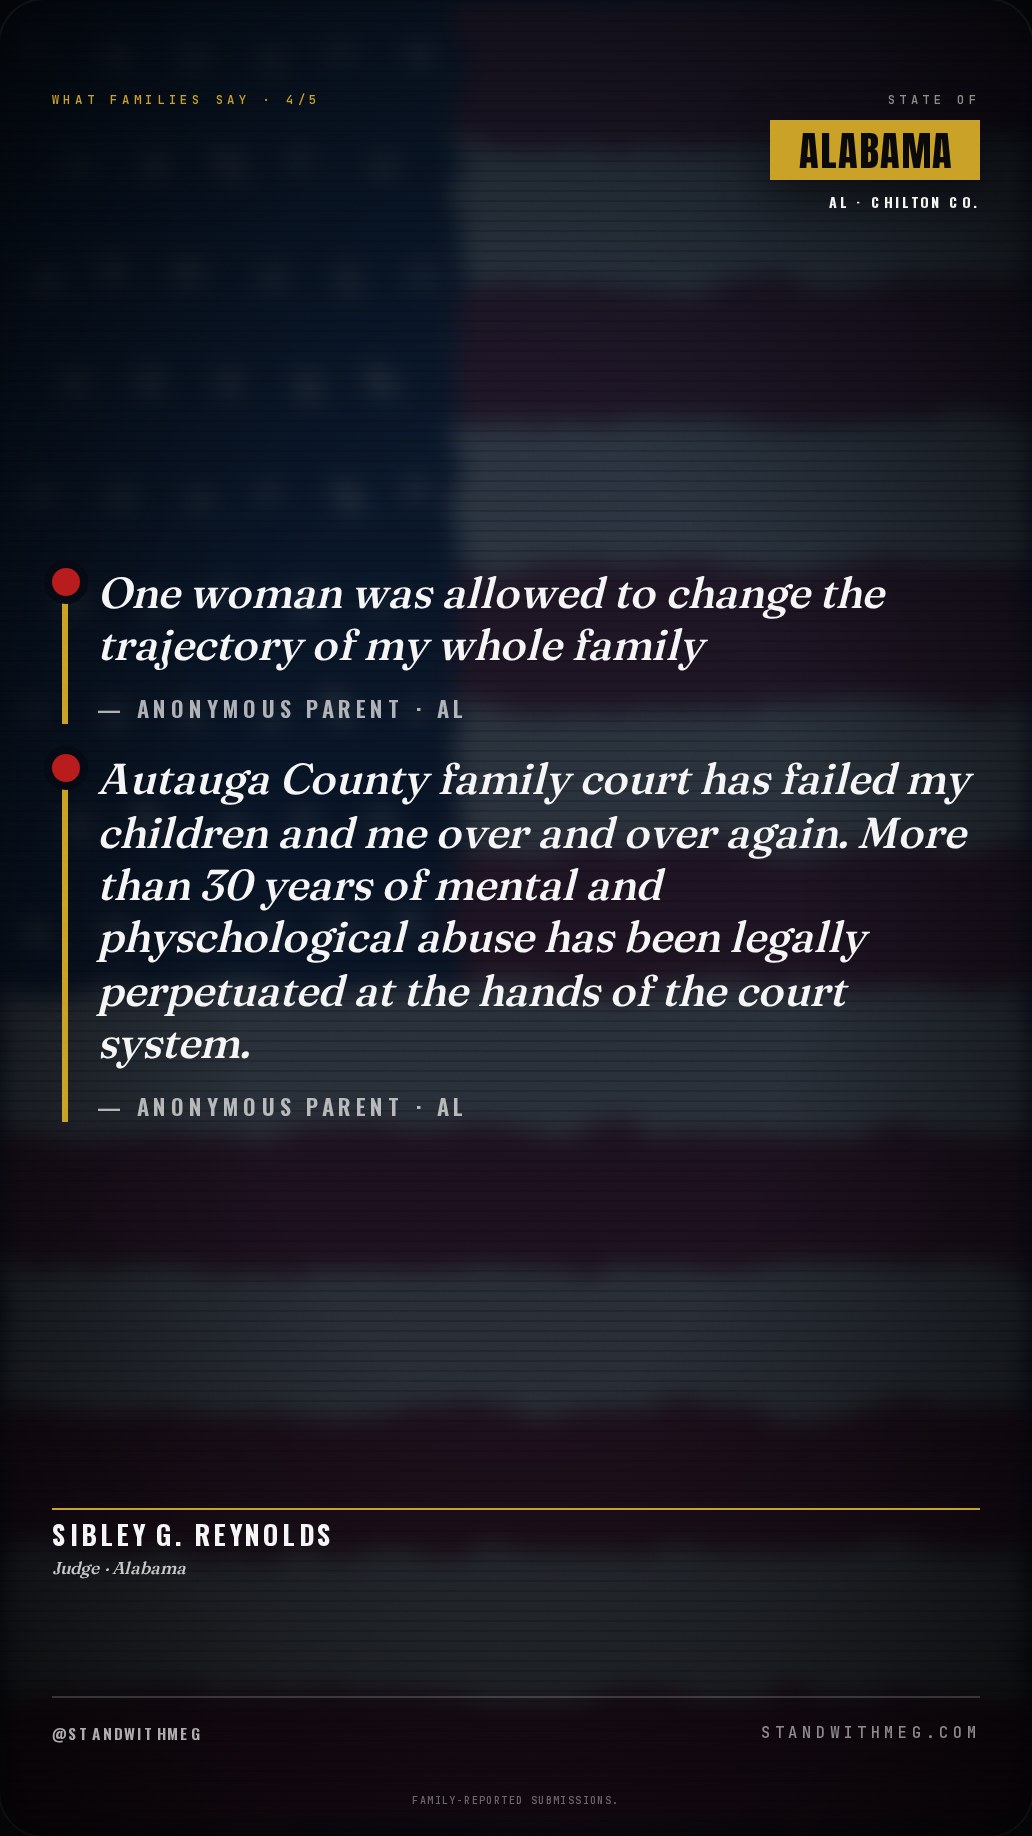 WHAT FAMILIES SAY · 4/5
STATE OF
ALABAMA
AL · CHILTON CO.
One woman was allowed to change the
trajectory of my whole family
— ANONYMOUS PARENT · AL
Autauga County family court has failed my
children and me over and over again. More
than 30 years of mental and
physchological abuse has been legally
perpetuated at the hands of the court
system.
— ANONYMOUS PARENT · AL
SIBLEY G. REYNOLDS
Judge · Alabama
@STANDWITHMEG
STANDWITHMEG.COM
FAMILY-REPORTED SUBMISSIONS.